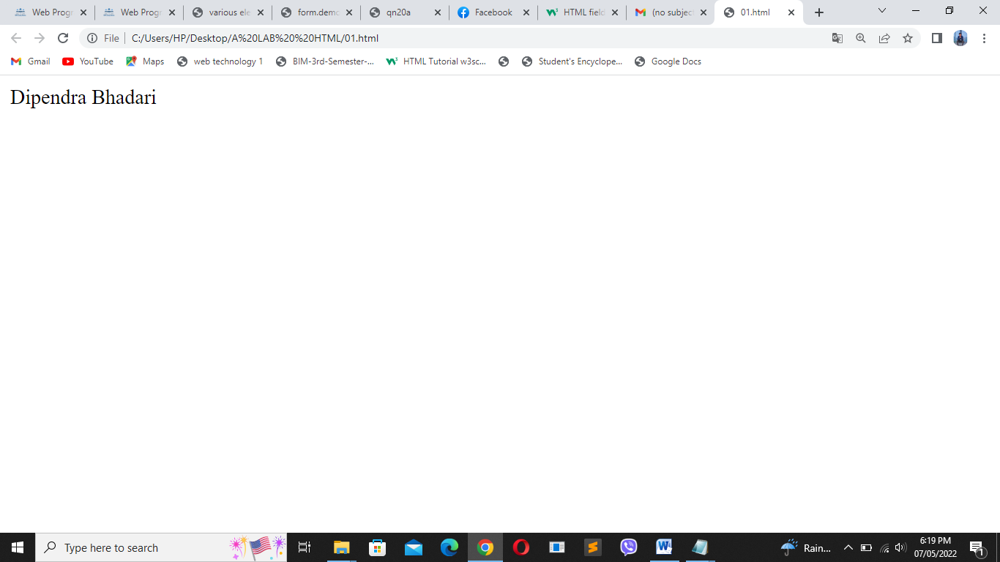 Web Progr
Web Progr
various ele
form.demo
qn20a
Facebook
HTML field
(no subject
01.html
File
C:/Users/HP/Desktop/A%20LAB%20%20HTML/01.html
Gmail
YouTube
Maps
web technology 1
BIM-3rd-Semester-...
HTML Tutorial w3sc...
Student's Encyclope...
Google Docs
Dipendra Bhadari
Type here to search
Rain...
6:19 PM
07/05/2022
1